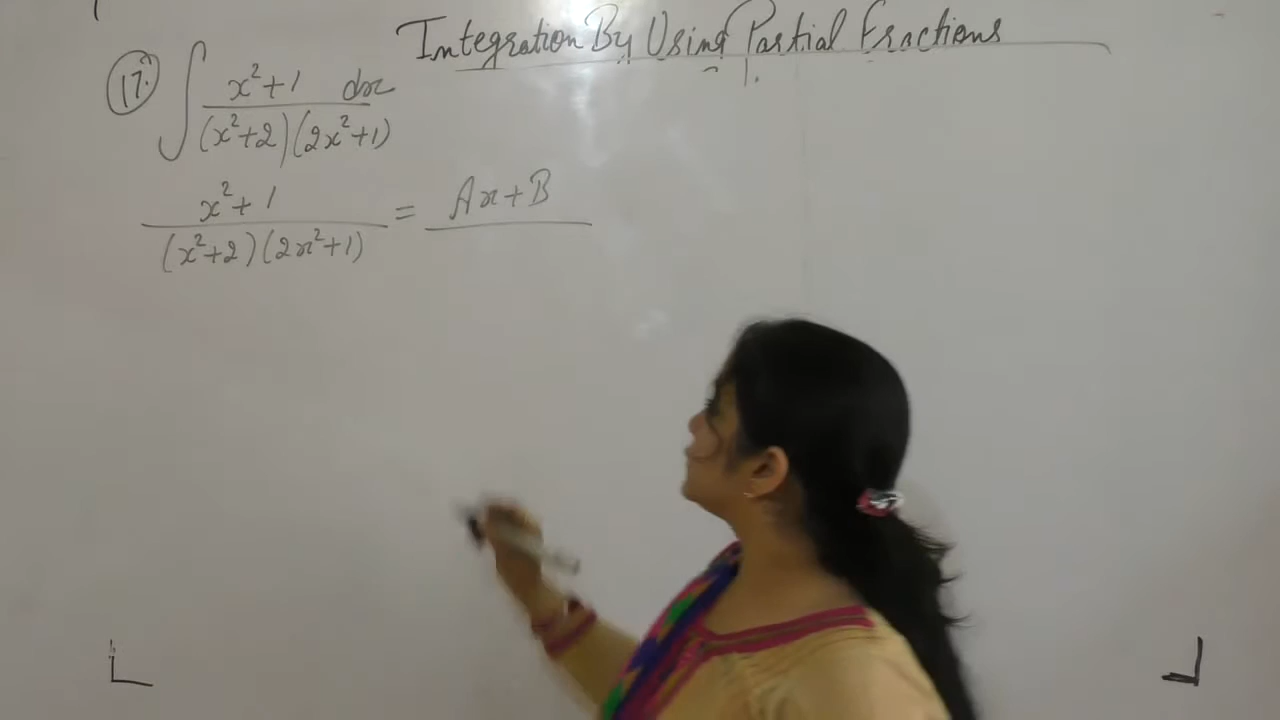 Integration By Using Partial Fractions
17. ∫ x²+1 dx / (x²+2)(2x²+1)
x²+1 / (x²+2)(2x²+1) = Ax+B /